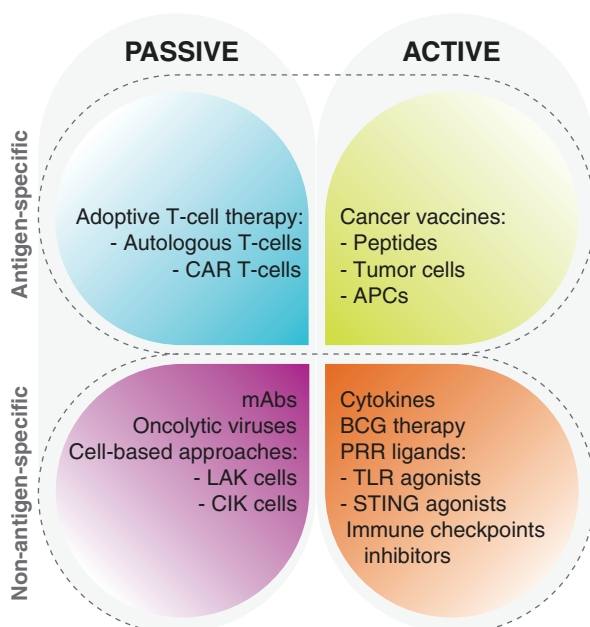 PASSIVE
ACTIVE
Antigen-specific
Adoptive T-cell therapy:
- Autologous T-cells
- CAR T-cells
Cancer vaccines:
- Peptides
- Tumor cells
- APCs
Non-antigen-specific
mAbs
Oncolytic viruses
Cell-based approaches:
- LAK cells
- CIK cells
Cytokines
BCG therapy
PRR ligands:
- TLR agonists
- STING agonists
Immune checkpoints
inhibitors